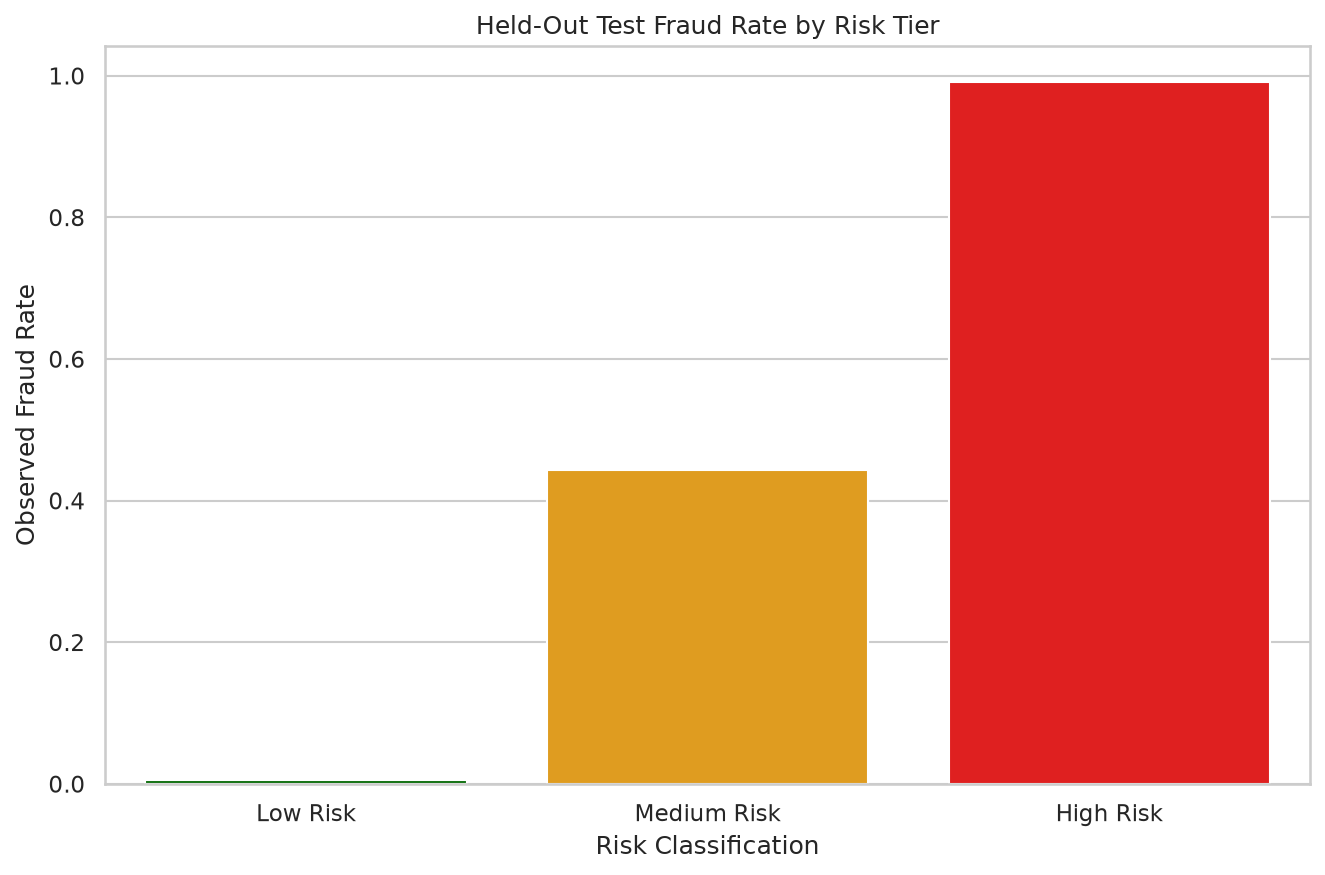 Held-Out Test Fraud Rate by Risk Tier
1.0
0.8
0.6
0.4
0.2
0.0
Observed Fraud Rate
Low Risk
Medium Risk
High Risk
Risk Classification